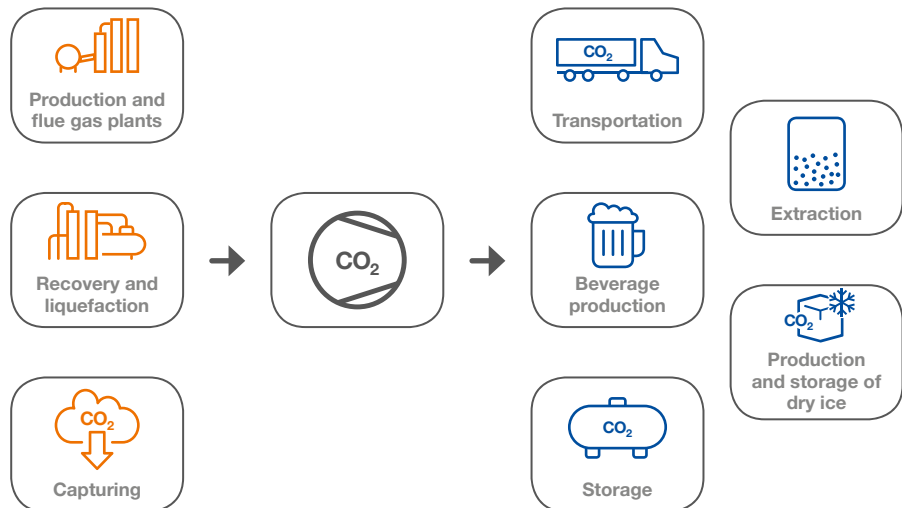 Production and
flue gas plants
Recovery and
liquefaction
CO₂
Capturing
CO₂
CO₂
Transportation
Beverage
production
CO₂
Storage
Extraction
CO₂
Production
and storage of
dry ice